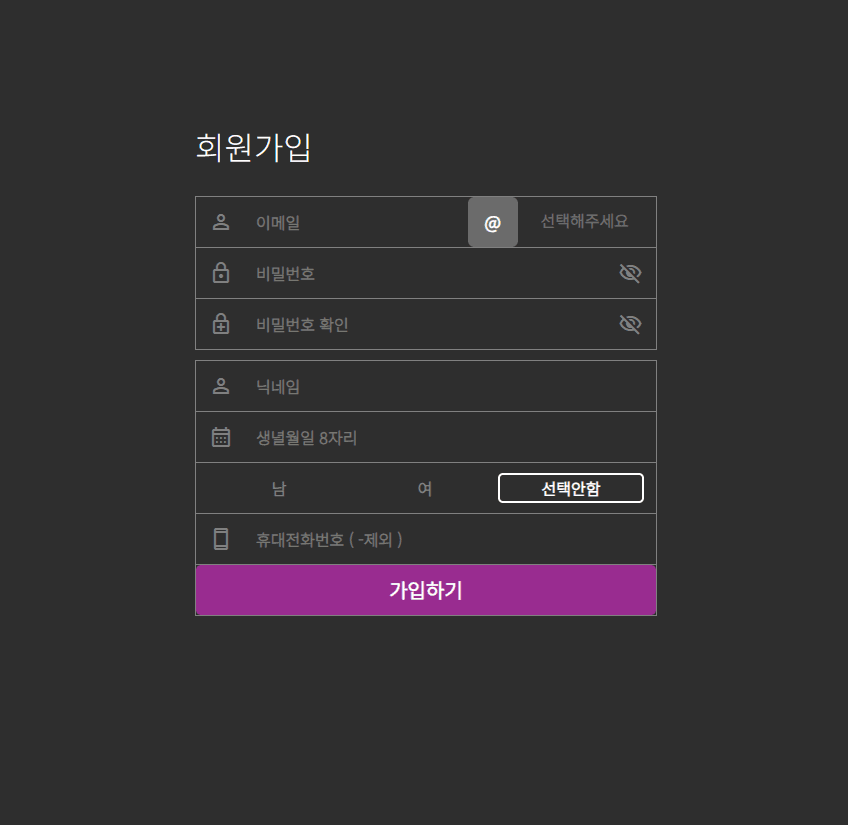 회원가입
이메일 @ 선택해주세요
비밀번호
비밀번호 확인
닉네임
생년월일 8자리
남 여 선택안함
휴대전화번호 ( -제외 )
가입하기